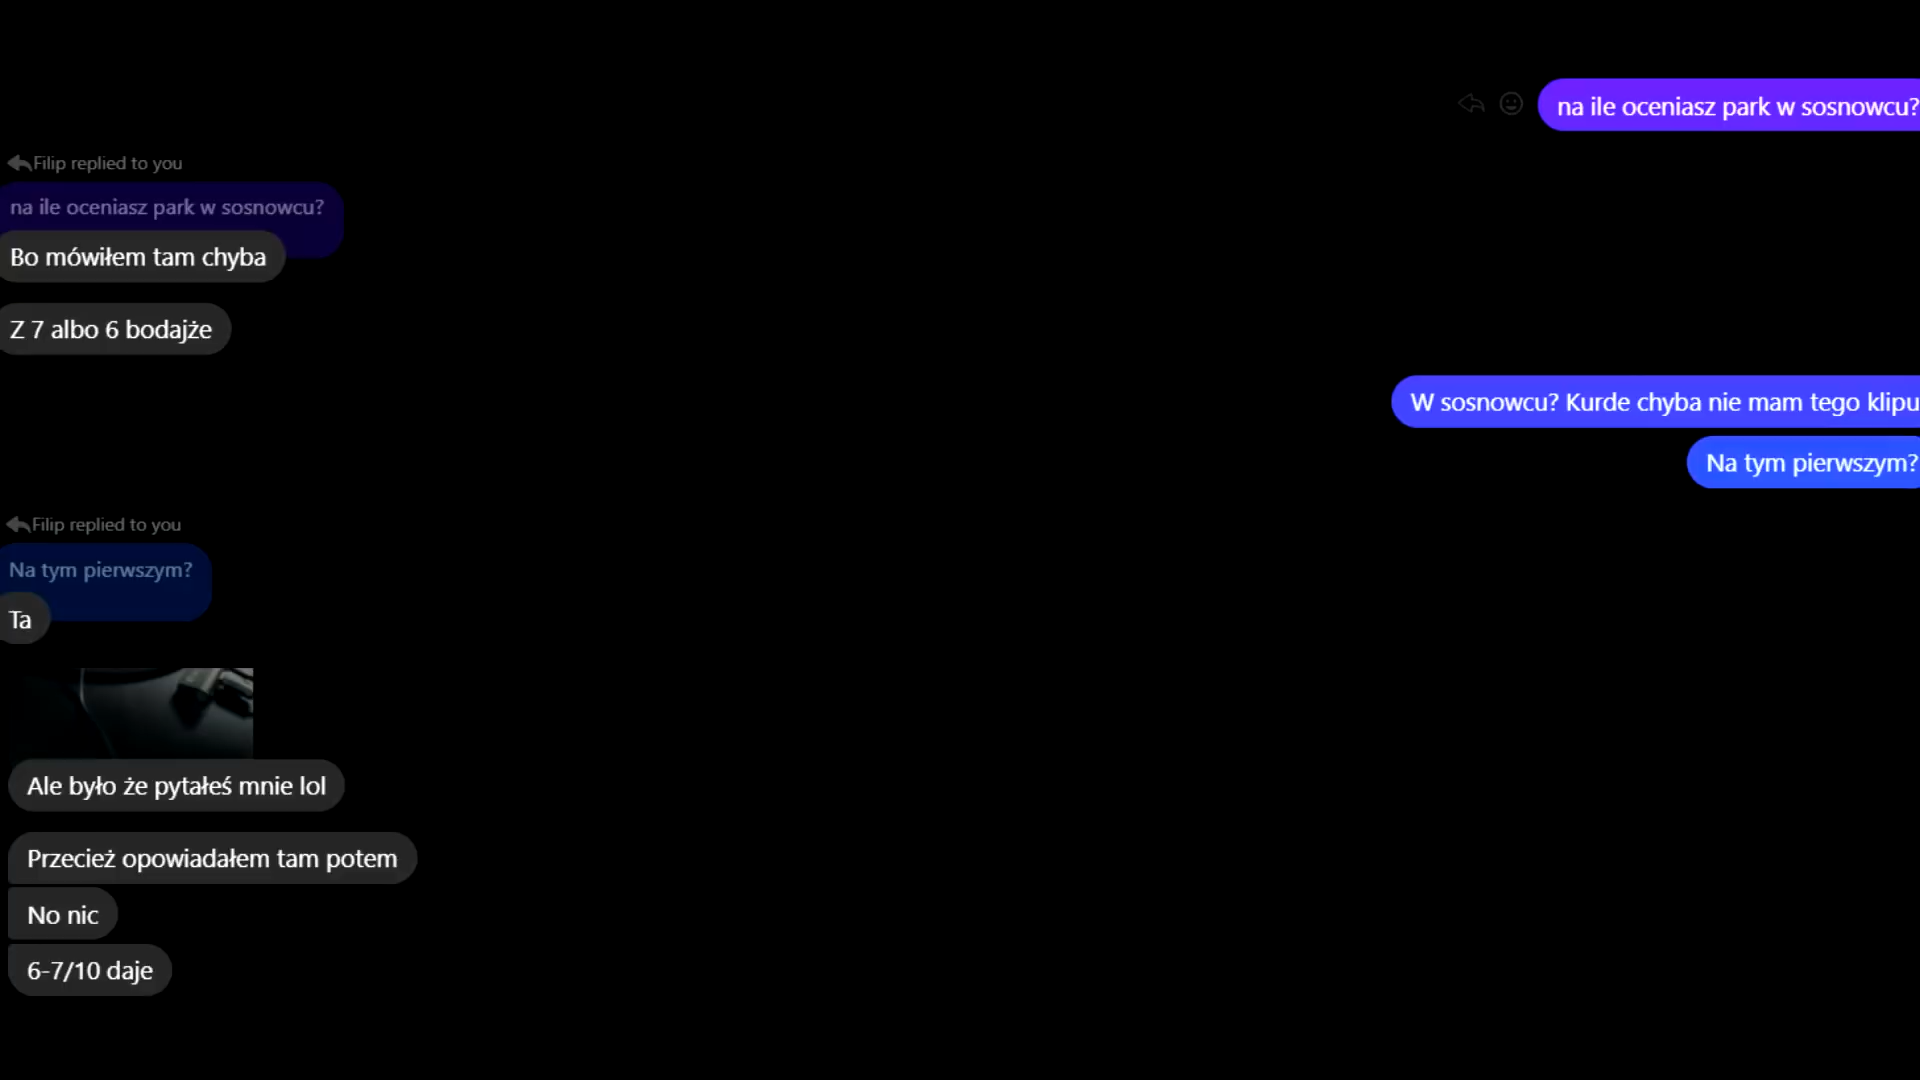 na ile oceniasz park w sosnowcu?
Filip replied to you
na ile oceniasz park w sosnowcu?
Bo mówiłem tam chyba
Z 7 albo 6 bodajże
W sosnowcu? Kurde chyba nie mam tego klipu
Na tym pierwszym?
Filip replied to you
Na tym pierwszym?
Ta
Ale było że pytałeś mnie lol
Przecież opowiadałem tam potem
No nic
6-7/10 daje